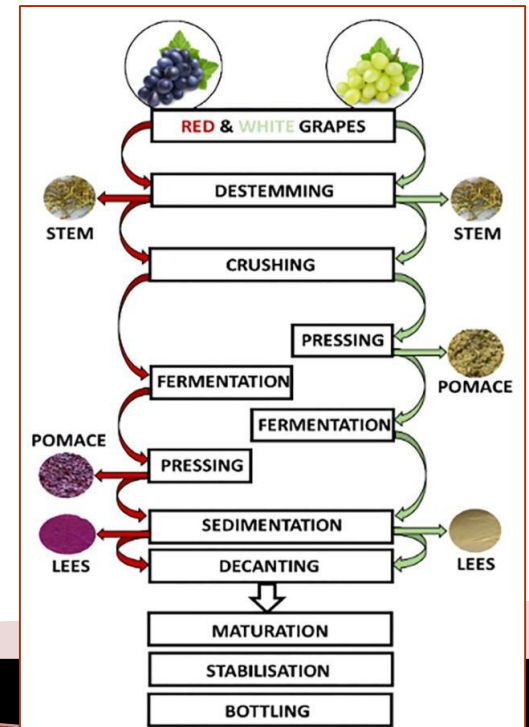 RED & WHITE GRAPES
DESTEMMING
STEM
STEM
CRUSHING
PRESSING
POMACE
FERMENTATION
FERMENTATION
POMACE
PRESSING
SEDIMENTATION
LEES
LEES
DECANTING
MATURATION
STABILISATION
BOTTLING